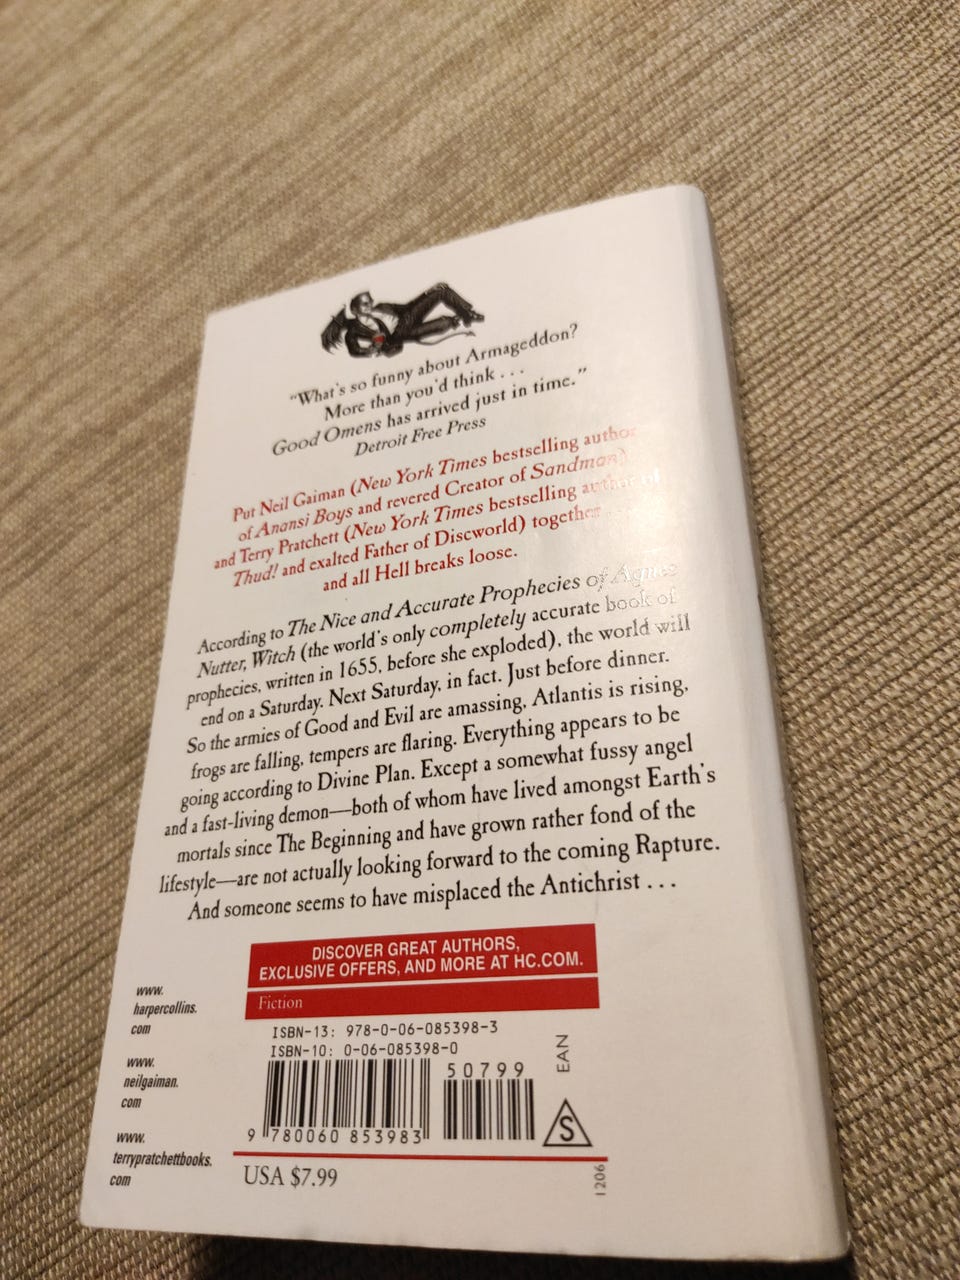 "What's so funny about Armageddon?
More than you'd think . . .
Good Omens has arrived just in time."
Detroit Free Press
Put Neil Gaiman (New York Times bestselling author
of Anansi Boys and revered Creator of Sandman)
and Terry Pratchett (New York Times bestselling author of
Thud! and exalted Father of Discworld) together
and all Hell breaks loose.
According to The Nice and Accurate Prophecies of Agnes
Nutter, Witch (the world's only completely accurate book of
prophecies, written in 1655, before she exploded), the world will
end on a Saturday. Next Saturday, in fact. Just before dinner.
So the armies of Good and Evil are amassing, Atlantis is rising,
frogs are falling, tempers are flaring. Everything appears to be
going according to Divine Plan. Except a somewhat fussy angel
and a fast-living demon—both of whom have lived amongst Earth's
mortals since The Beginning and have grown rather fond of the
lifestyle—are not actually looking forward to the coming Rapture.
And someone seems to have misplaced the Antichrist . . .
DISCOVER GREAT AUTHORS,
EXCLUSIVE OFFERS, AND MORE AT HC.COM.
Fiction
www.
harpercollins.
com
www.
neilgaiman.
com
www.
terrypratchettbooks.
com
ISBN-13: 978-0-06-085398-3
ISBN-10: 0-06-085398-0
50799
EAN
9 780060 853983
S
USA $7.99
1206